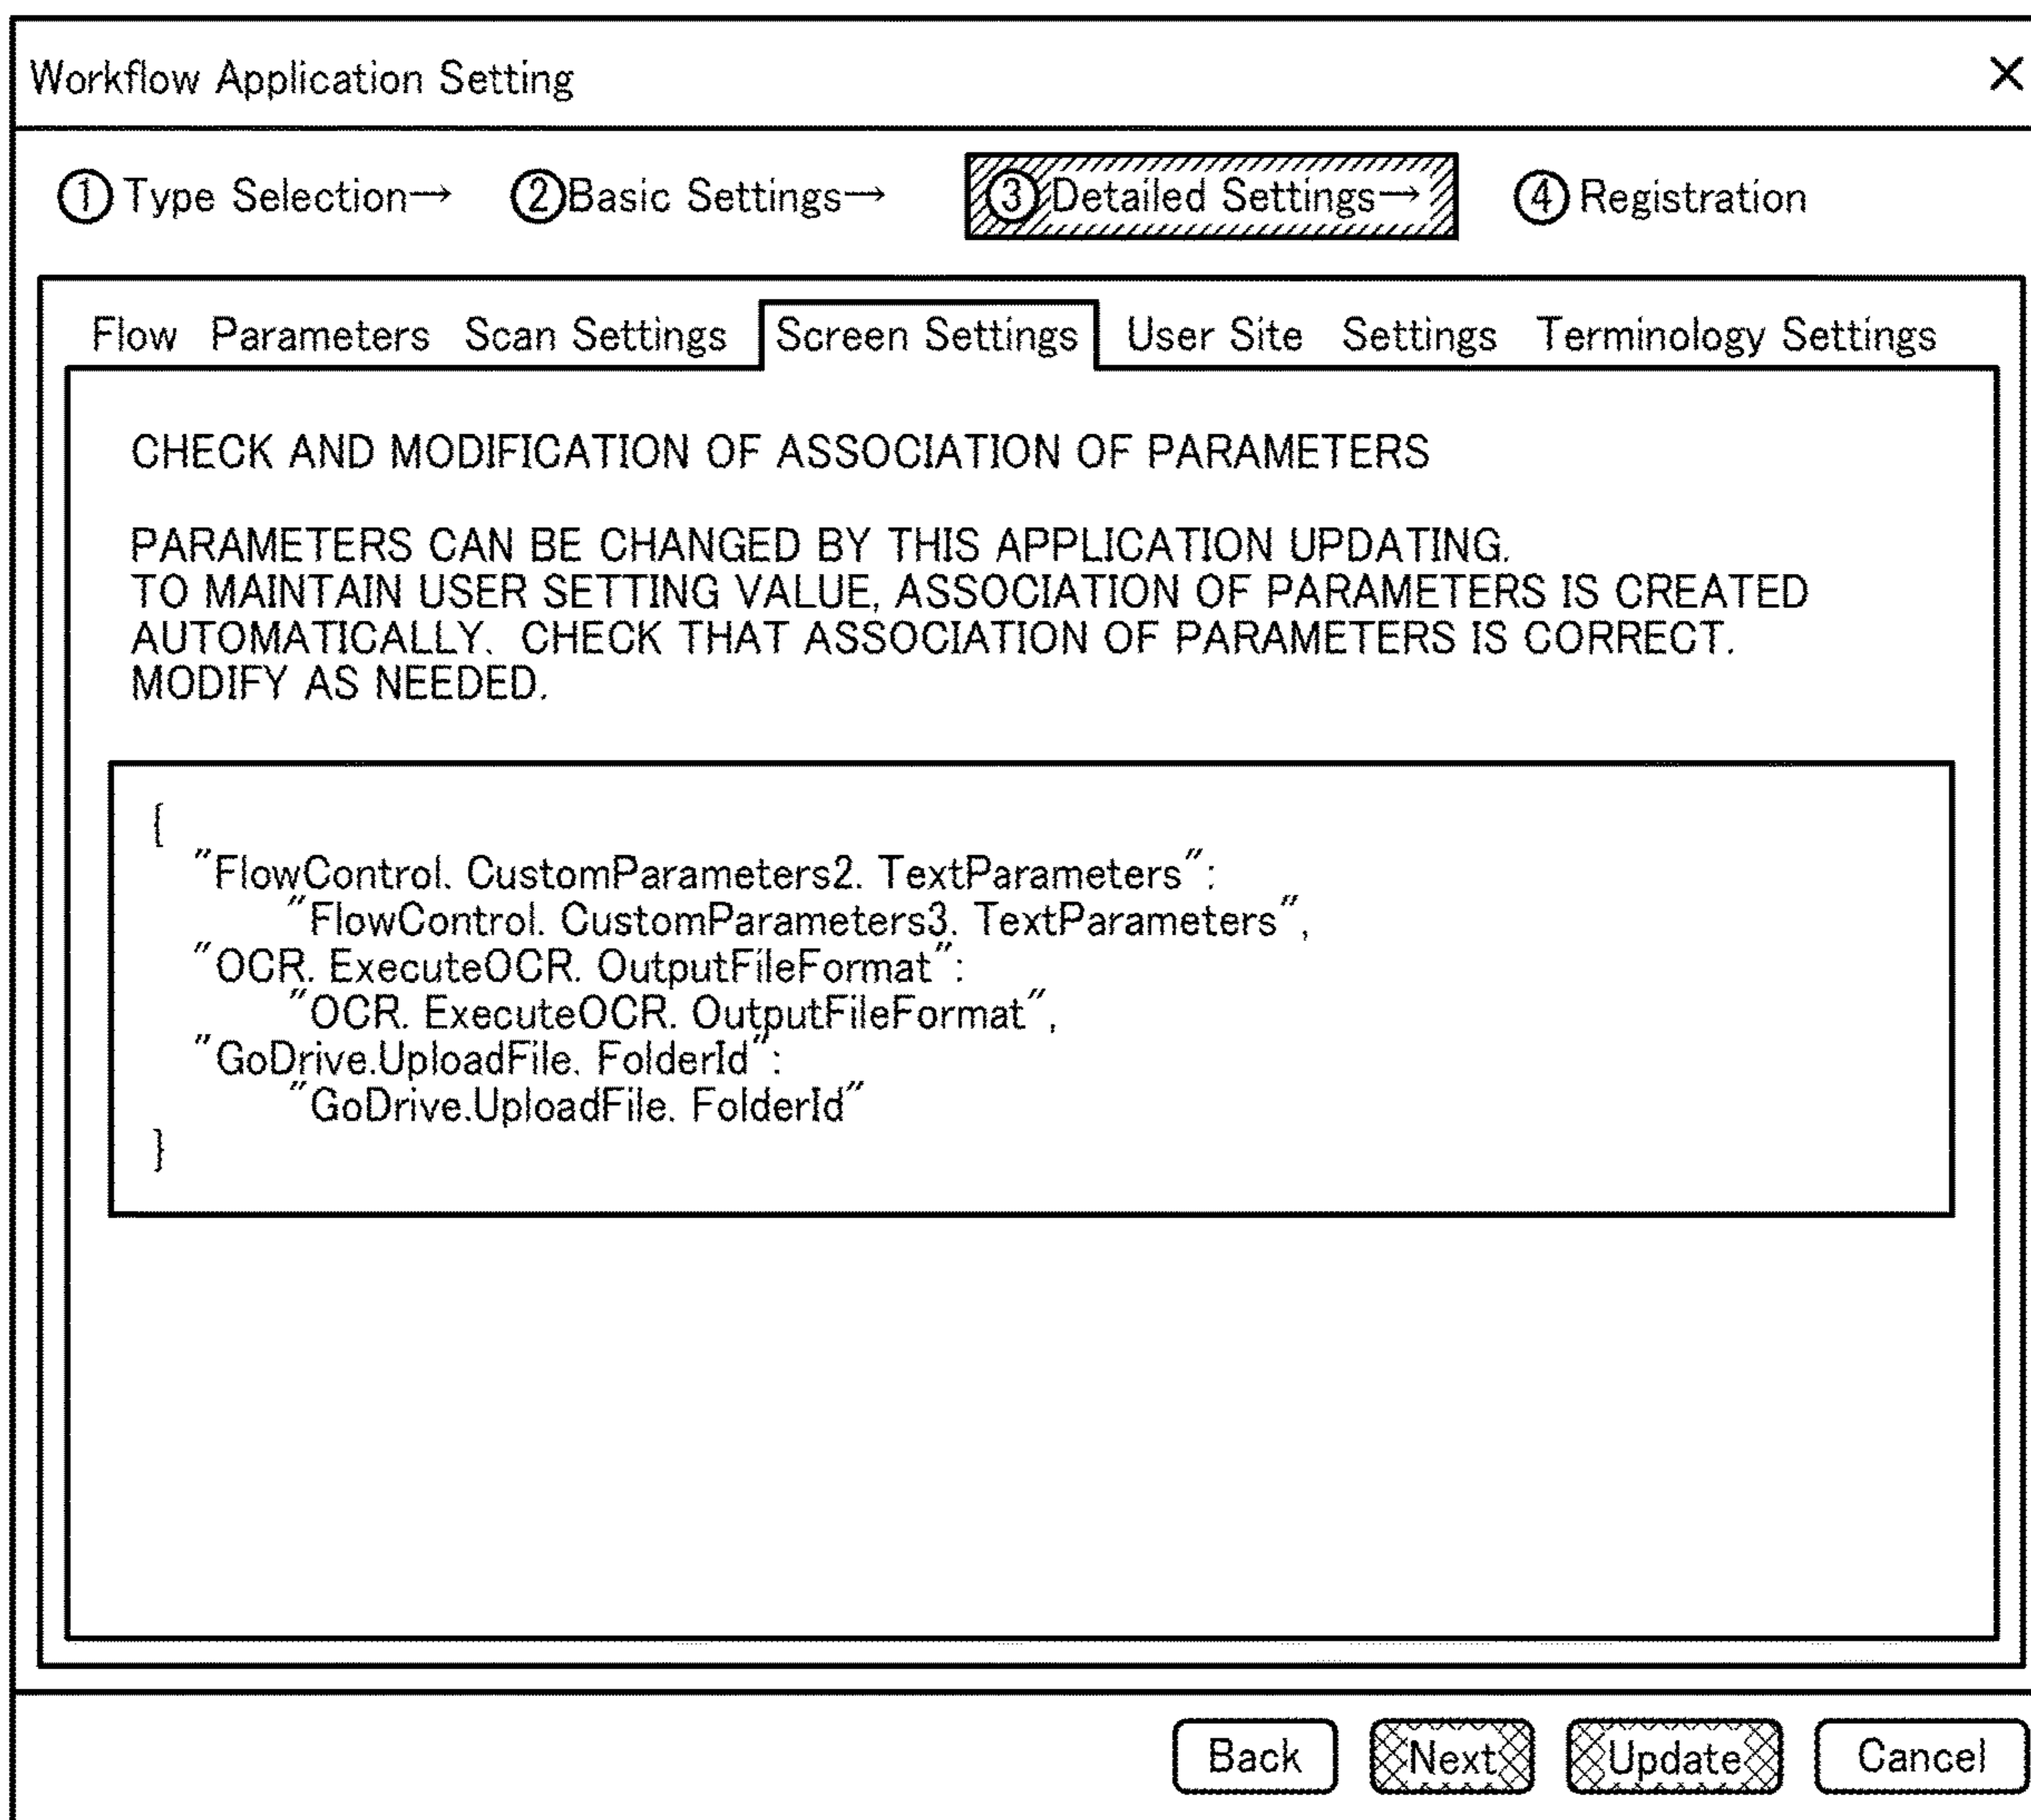 Workflow Application Setting ×
① Type Selection→ ②Basic Settings→ ③Detailed Settings→ ④Registration
Flow Parameters Scan Settings Screen Settings User Site Settings Terminology Settings
CHECK AND MODIFICATION OF ASSOCIATION OF PARAMETERS
PARAMETERS CAN BE CHANGED BY THIS APPLICATION UPDATING.
TO MAINTAIN USER SETTING VALUE, ASSOCIATION OF PARAMETERS IS CREATED
AUTOMATICALLY. CHECK THAT ASSOCIATION OF PARAMETERS IS CORRECT.
MODIFY AS NEEDED.
{
"FlowControl. CustomParameters2. TextParameters":
"FlowControl. CustomParameters3. TextParameters",
"OCR. ExecuteOCR. OutputFileFormat":
"OCR. ExecuteOCR. OutputFileFormat",
"GoDrive.UploadFile. FolderId":
"GoDrive.UploadFile. FolderId"
}
Back Next Update Cancel